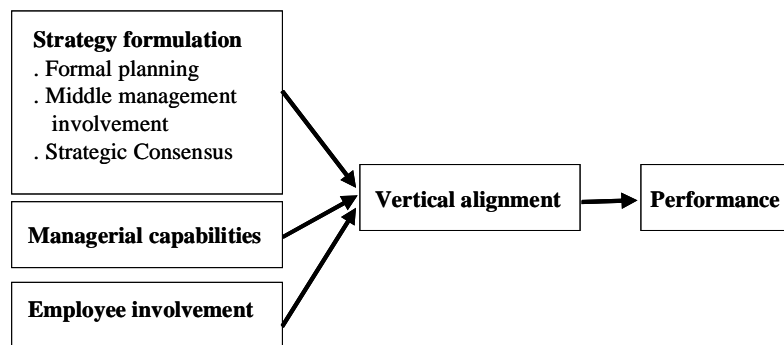 Strategy formulation
. Formal planning
. Middle management
involvement
. Strategic Consensus
Managerial capabilities
Employee involvement
Vertical alignment
Performance